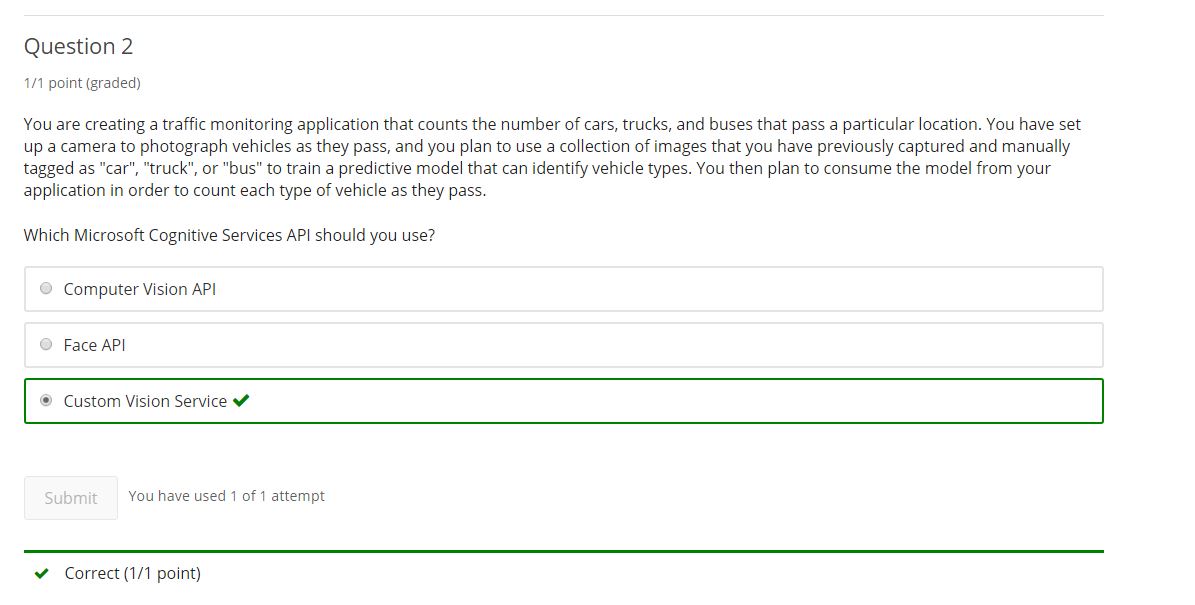 Question 2
1/1 point (graded)
You are creating a traffic monitoring application that counts the number of cars, trucks, and buses that pass a particular location. You have set
up a camera to photograph vehicles as they pass, and you plan to use a collection of images that you have previously captured and manually
tagged as "car", "truck", or "bus" to train a predictive model that can identify vehicle types. You then plan to consume the model from your
application in order to count each type of vehicle as they pass.
Which Microsoft Cognitive Services API should you use?
Computer Vision API
Face API
Custom Vision Service
Submit You have used 1 of 1 attempt
Correct (1/1 point)